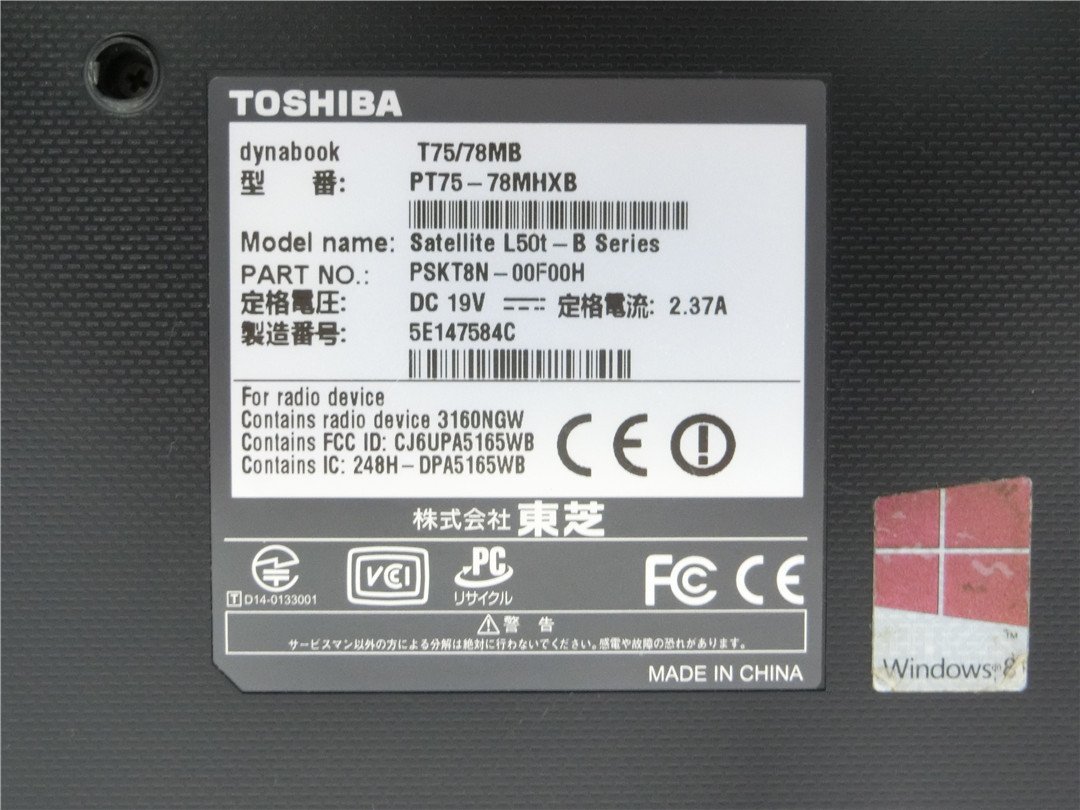 TOSHIBA
dynabook T75/78MB
型 番: PT75-78MHXB
Model name: Satellite L50t-B Series
PART NO.: PSKT8N-00F00H
定格電圧: DC 19V 定格電流: 2.37A
製造番号: 5E147584C
For radio device
Contains radio device 3160NGW
Contains FCC ID: CJ6UPA5165WB
Contains IC: 248H-DPA5165WB
CE
株式会社 東芝
T D14-0133001
VCCI
PC
リサイクル
FC CE
警 告
サービスマン以外の方による分解は絶対に行わないでください。感電や故障の恐れがあります。
MADE IN CHINA
Windows 8
TM